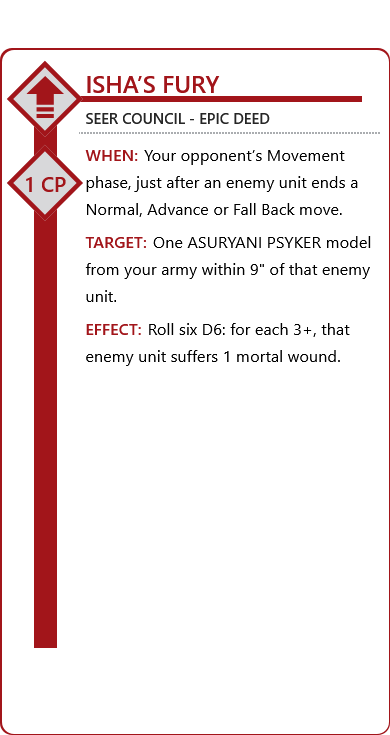 ISHA’S FURY
SEER COUNCIL - EPIC DEED
1 CP
WHEN: Your opponent’s Movement
phase, just after an enemy unit ends a
Normal, Advance or Fall Back move.
TARGET: One ASURYANI PSYKER model
from your army within 9" of that enemy
unit.
EFFECT: Roll six D6: for each 3+, that
enemy unit suffers 1 mortal wound.